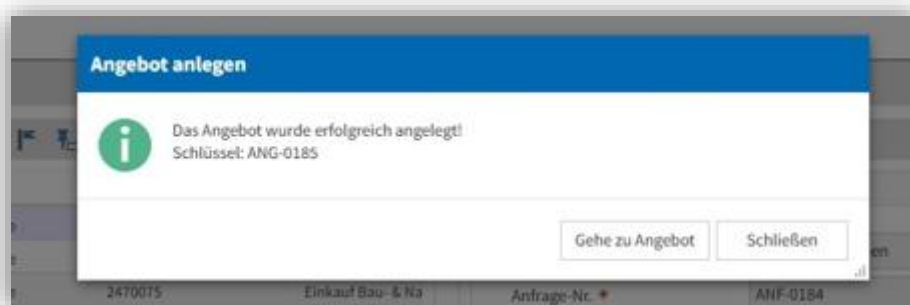 Angebot anlegen
Das Angebot wurde erfolgreich angelegt!
Schlüssel: ANG-0185
Gehe zu Angebot
Schließen
en
2470075
Einkauf Bau- & Na
Anfrage-Nr. *
ANF-0184